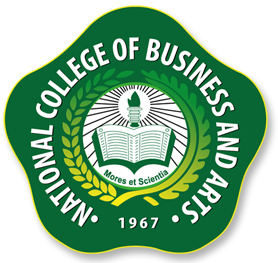 • NATIONAL COLLEGE OF BUSINESS AND ARTS •
Mores et Scientia
1967